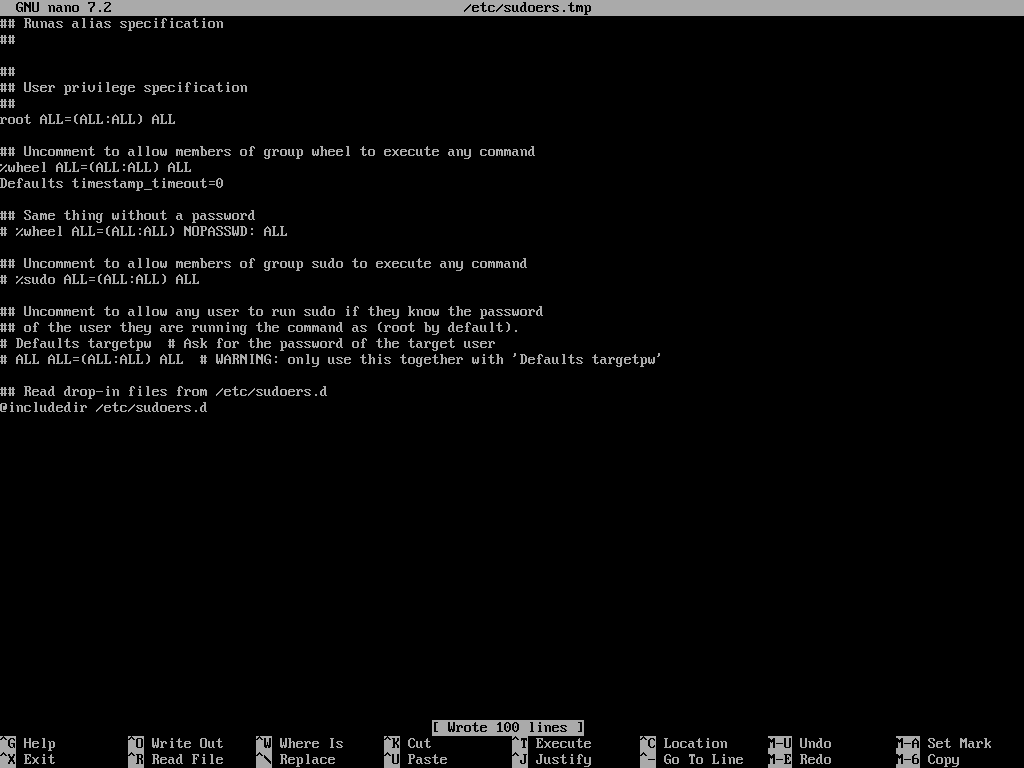 GNU nano 7.2 /etc/sudoers.tmp
## Runas alias specification
##
##
## User privilege specification
##
root ALL=(ALL:ALL) ALL
## Uncomment to allow members of group wheel to execute any command
%wheel ALL=(ALL:ALL) ALL
Defaults timestamp_timeout=0
## Same thing without a password
# %wheel ALL=(ALL:ALL) NOPASSWD: ALL
## Uncomment to allow members of group sudo to execute any command
# %sudo ALL=(ALL:ALL) ALL
## Uncomment to allow any user to run sudo if they know the password
## of the user they are running the command as (root by default).
# Defaults targetpw  # Ask for the password of the target user
# ALL ALL=(ALL:ALL) ALL  # WARNING: only use this together with 'Defaults targetpw'
## Read drop-in files from /etc/sudoers.d
@includedir /etc/sudoers.d
[ Wrote 100 lines ]
^G Help ^O Write Out ^W Where Is ^K Cut ^T Execute ^C Location M-U Undo M-A Set Mark
^X Exit ^R Read File ^\ Replace ^U Paste ^J Justify ^- Go To Line M-E Redo M-6 Copy